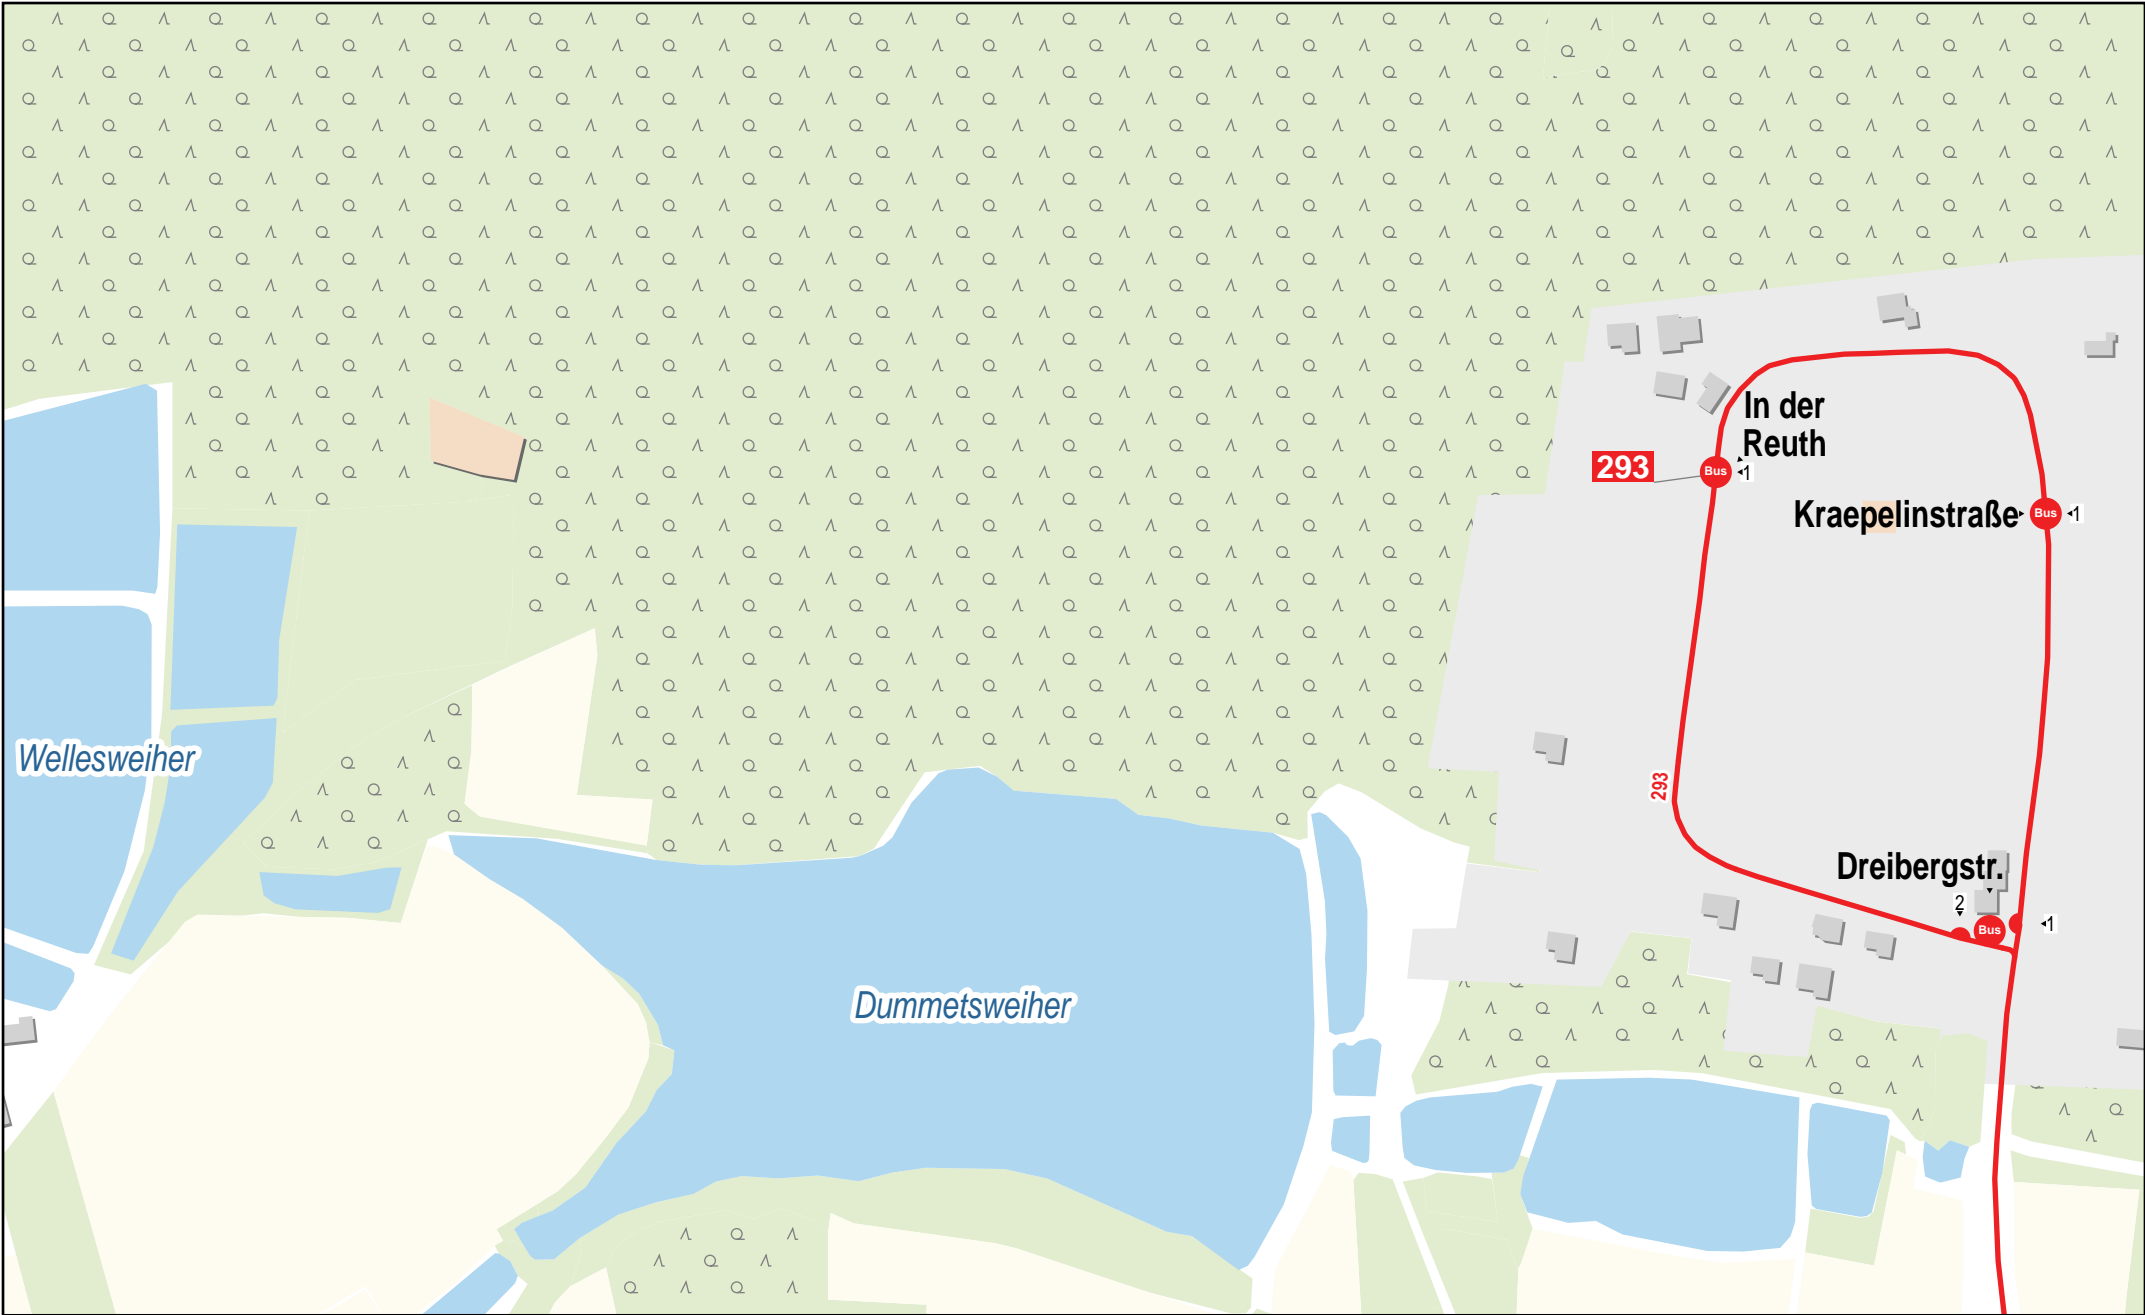 In der
Reuth
293
Bus
1
Kraepelinstraße
Bus
1
Wellesweiher
293
Dreibergstr.
2
Bus
1
Dummetsweiher